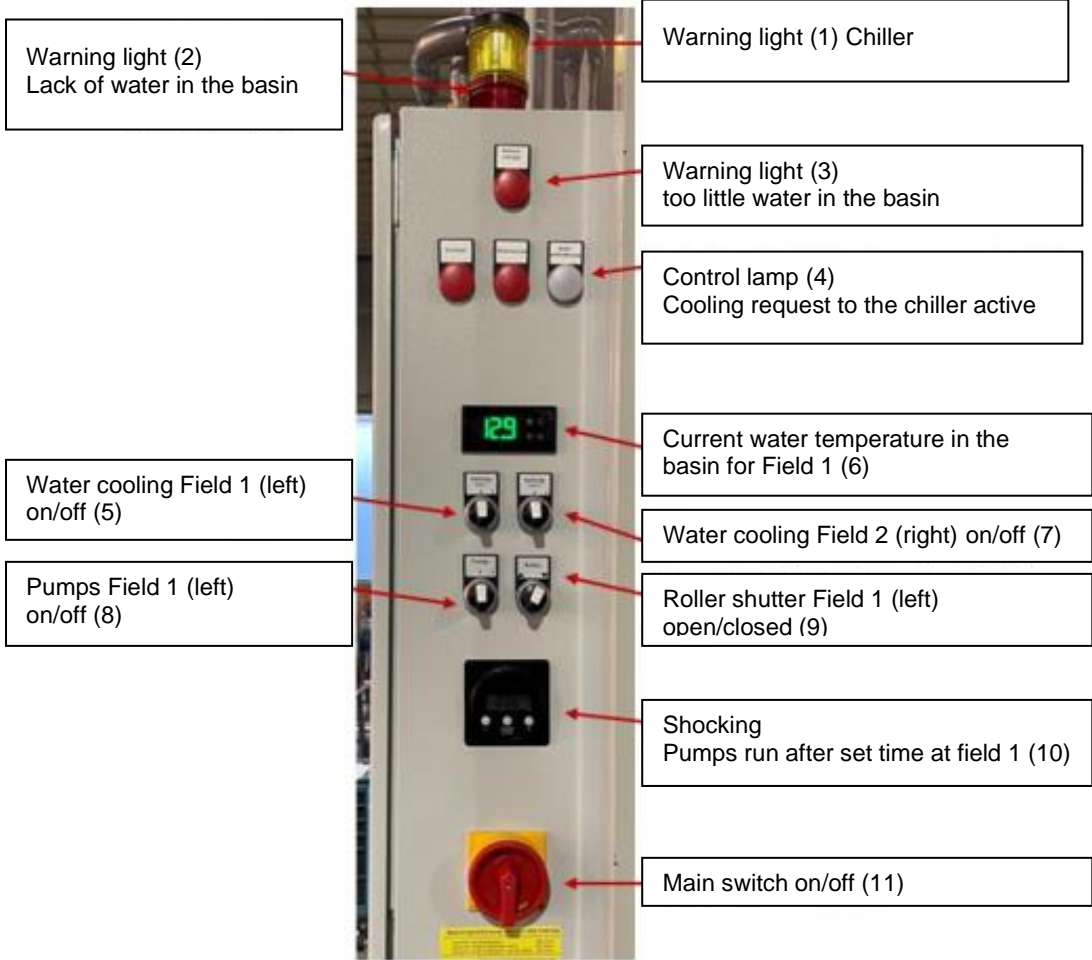 Warning light (1) Chiller
Warning light (2)
Lack of water in the basin
Warning light (3)
too little water in the basin
Control lamp (4)
Cooling request to the chiller active
12.9
Current water temperature in the
basin for Field 1 (6)
Water cooling Field 1 (left)
on/off (5)
Water cooling Field 2 (right) on/off (7)
Pumps Field 1 (left)
on/off (8)
Roller shutter Field 1 (left)
open/closed (9)
Shocking
Pumps run after set time at field 1 (10)
Main switch on/off (11)